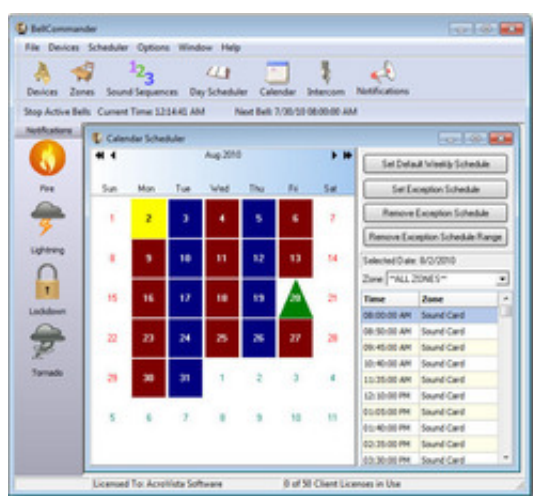 BellCommander
File Devices Scheduler Options Window Help
Devices Zones Sound Sequences Day Scheduler Calendar Intercom Notifications
Stop Active Bells Current Time: 12:14:41 AM Next Bell: 7/30/10 08:00:00 AM
Notifications
Fire
Lightning
Lockdown
Tornado
Calendar Scheduler
Aug 2010
Sun Mon Tue Wed Thu Fri Sat
1 2 3 4 5 6 7
8 9 10 11 12 13 14
15 16 17 18 19 20 21
22 23 24 25 26 27 28
29 30 31 1 2 3 4
5 6 7 8 9 10 11
Set Default Weekly Schedule
Set Exception Schedule
Remove Exception Schedule
Remove Exception Schedule Range
Selected Date: 8/2/2010
Zone: ~ALL ZONES~
Time Zone
08:00:00 AM Sound Card
08:50:00 AM Sound Card
09:45:00 AM Sound Card
10:40:00 AM Sound Card
11:35:00 AM Sound Card
12:10:00 PM Sound Card
01:05:00 PM Sound Card
01:40:00 PM Sound Card
02:35:00 PM Sound Card
03:30:00 PM Sound Card
Licensed To: AcroVista Software 0 of 50 Client Licenses in Use